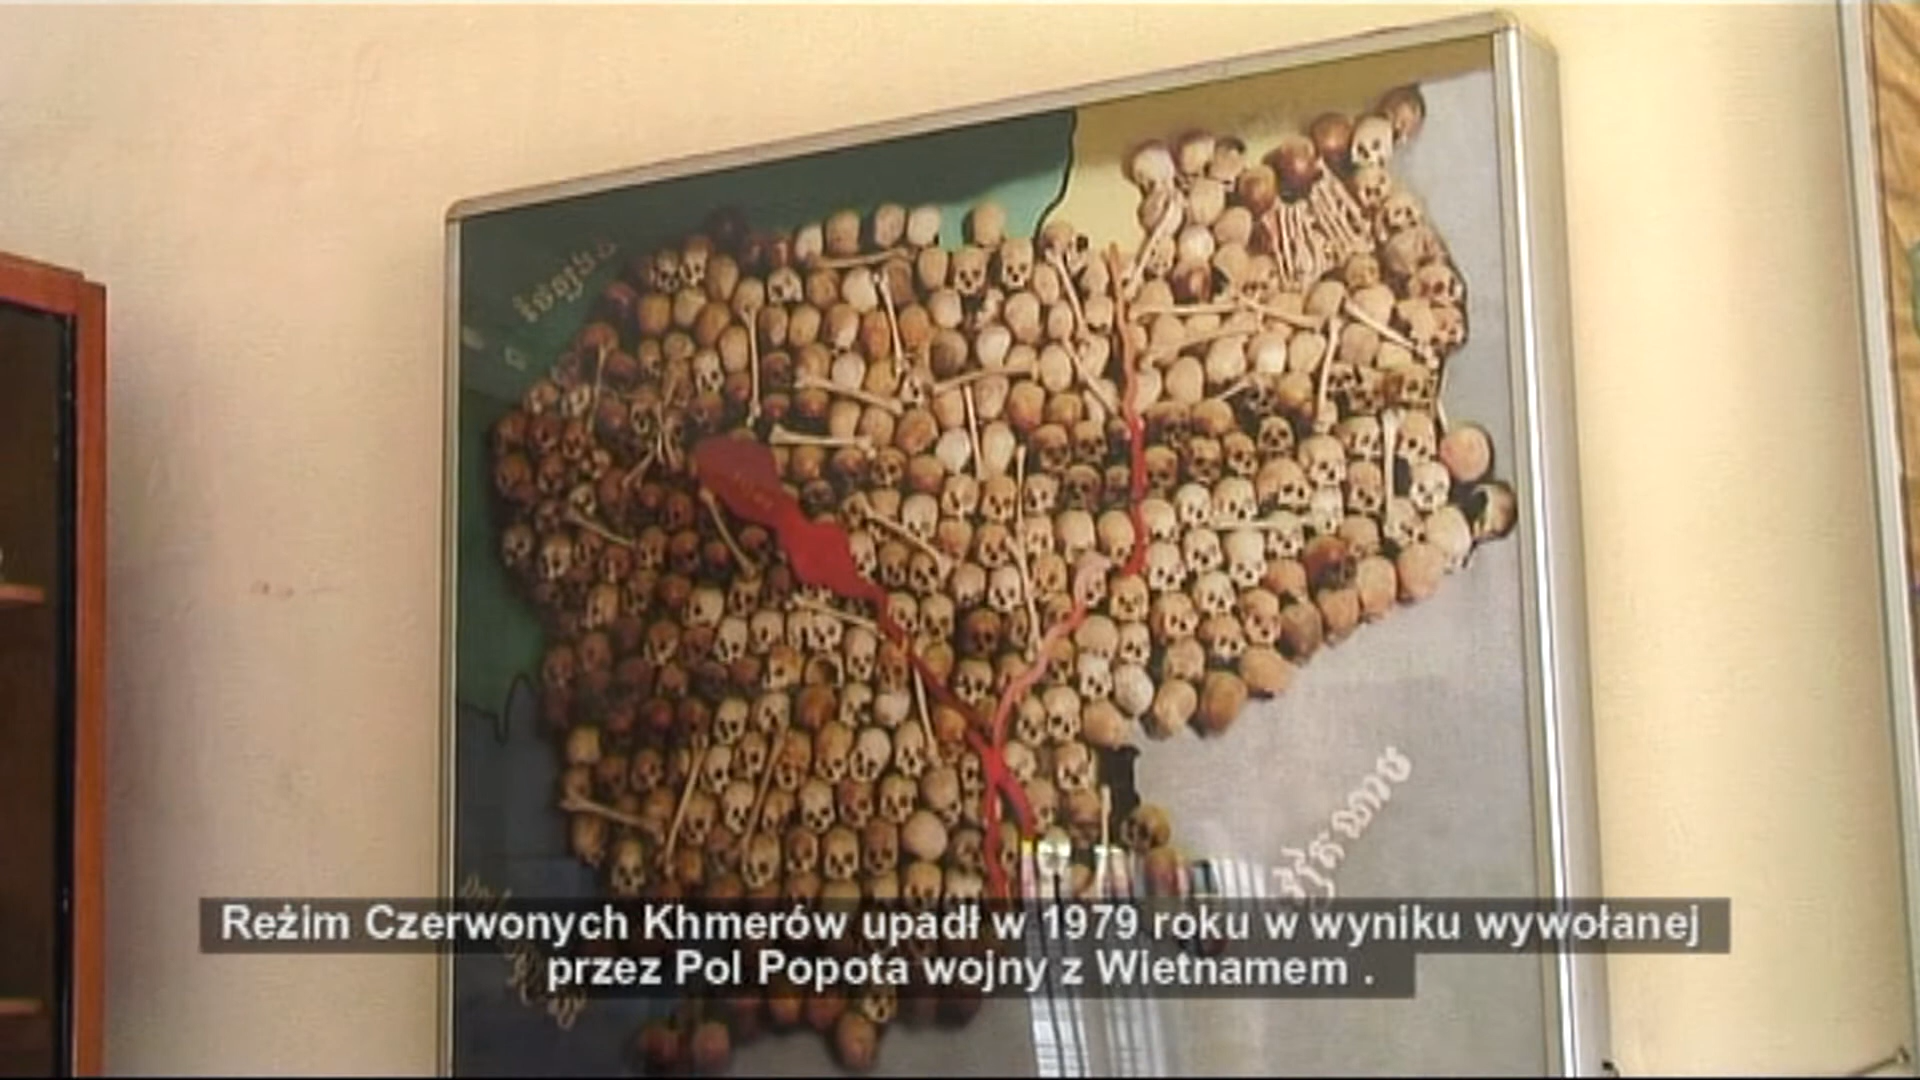 Reżim Czerwonych Khmerów upadł w 1979 roku w wyniku wywołanej
przez Pol Popota wojny z Wietnamem .